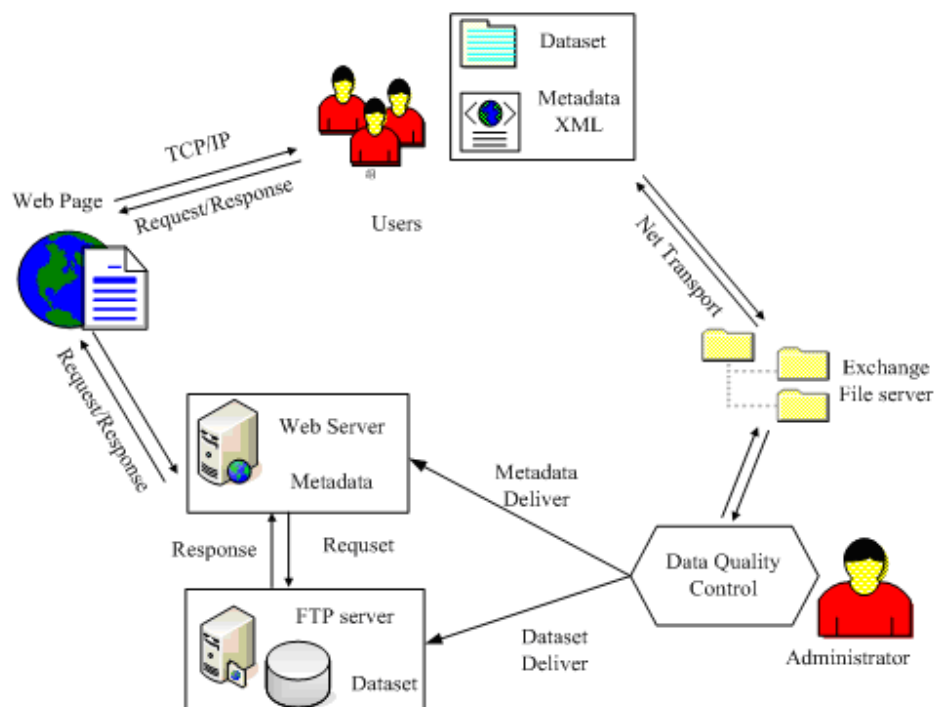 Dataset
Metadata
XML
TCP/IP
Request/Response
Web Page
Users
Net Transport
Exchange
File server
Request/Response
Web Server
Metadata
Metadata
Deliver
Response
Requset
Data Quality
Control
FTP server
Dataset
Dataset
Deliver
Administrator